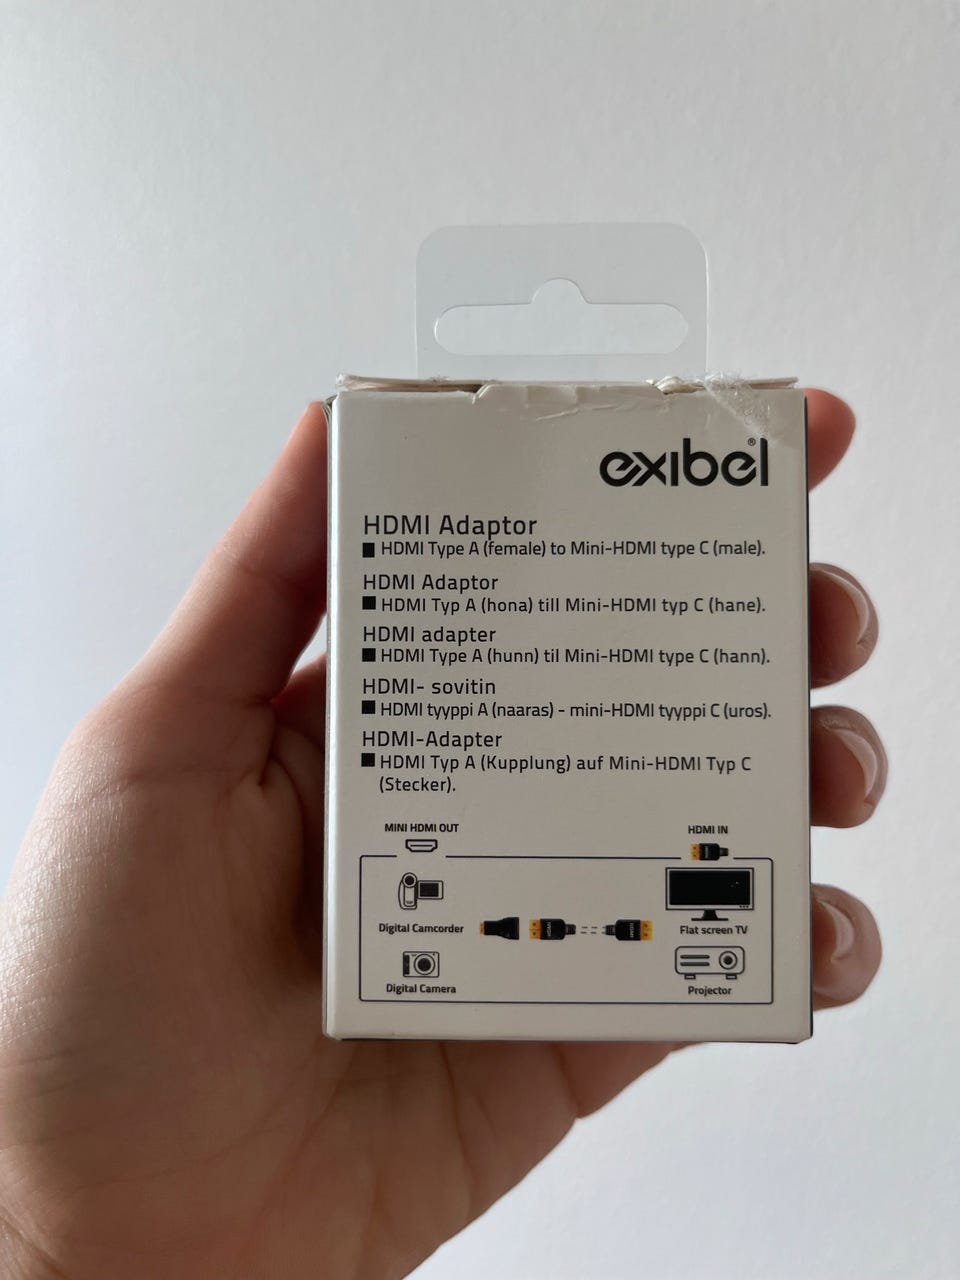 exibel®
HDMI Adaptor
HDMI Type A (female) to Mini-HDMI type C (male).
HDMI Adaptor
HDMI Typ A (hona) till Mini-HDMI typ C (hane).
HDMI adapter
HDMI Type A (hunn) til Mini-HDMI type C (hann).
HDMI- sovitin
HDMI tyyppi A (naaras) - mini-HDMI tyyppi C (uros).
HDMI-Adapter
HDMI Typ A (Kupplung) auf Mini-HDMI Typ C
(Stecker).
MINI HDMI OUT
HDMI IN
Digital Camcorder
Flat screen TV
HDMI
HDMI
Digital Camera
Projector